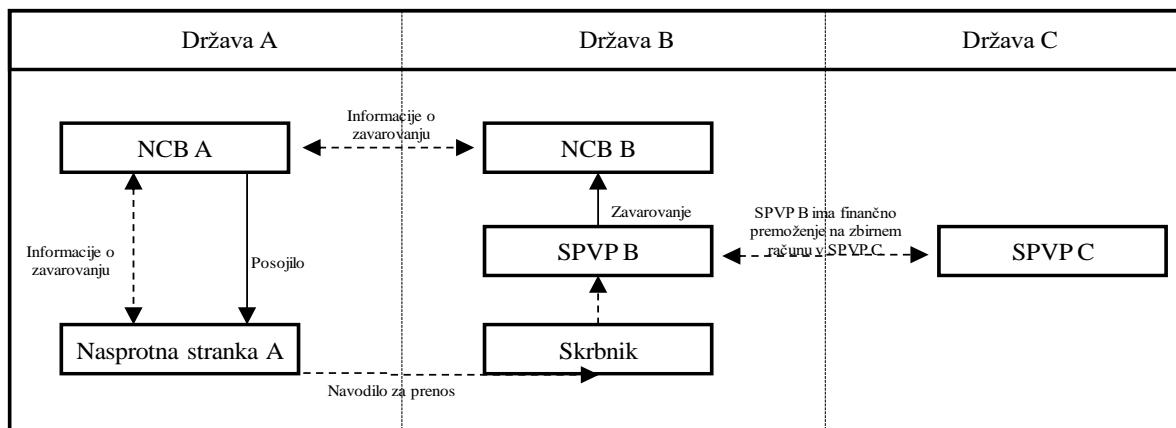 Država A
Država B
Država C
Informacije o
zavarovanju
NCB A
NCB B
Zavarovanje
SPVP B ima finančno
premoženje na zbirnem
računu v SPVP C
Informacije o
zavarovanju
Posojilo
SPVP B
SPVP C
Nasprotna stranka A
Skrbnik
Navodilo za prenos